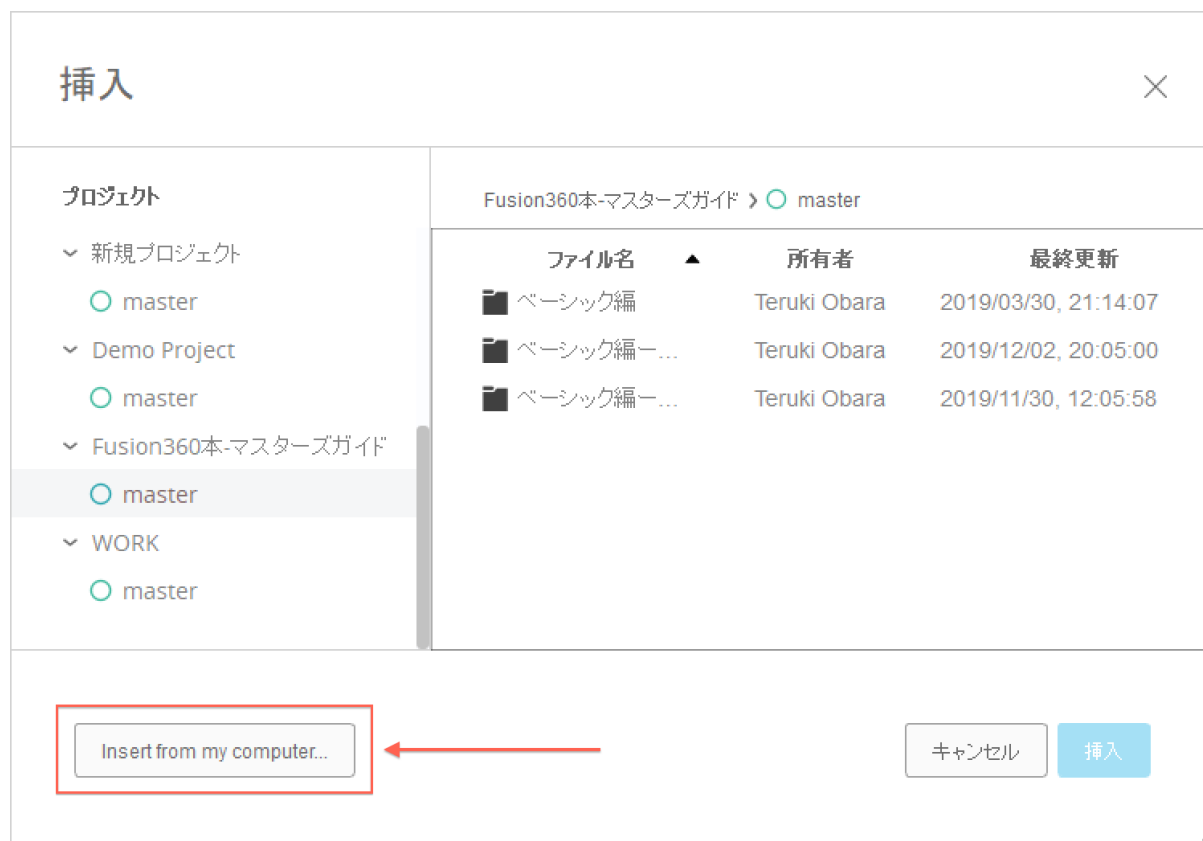 挿入
プロジェクト
新規プロジェクト
master
Demo Project
master
Fusion360本-マスターズガイド
master
WORK
master
Fusion360本-マスターズガイド master
ファイル名 所有者 最終更新
ベーシック編 Teruki Obara 2019/03/30, 21:14:07
ベーシック編ー... Teruki Obara 2019/12/02, 20:05:00
ベーシック編ー... Teruki Obara 2019/11/30, 12:05:58
Insert from my computer... キャンセル 挿入